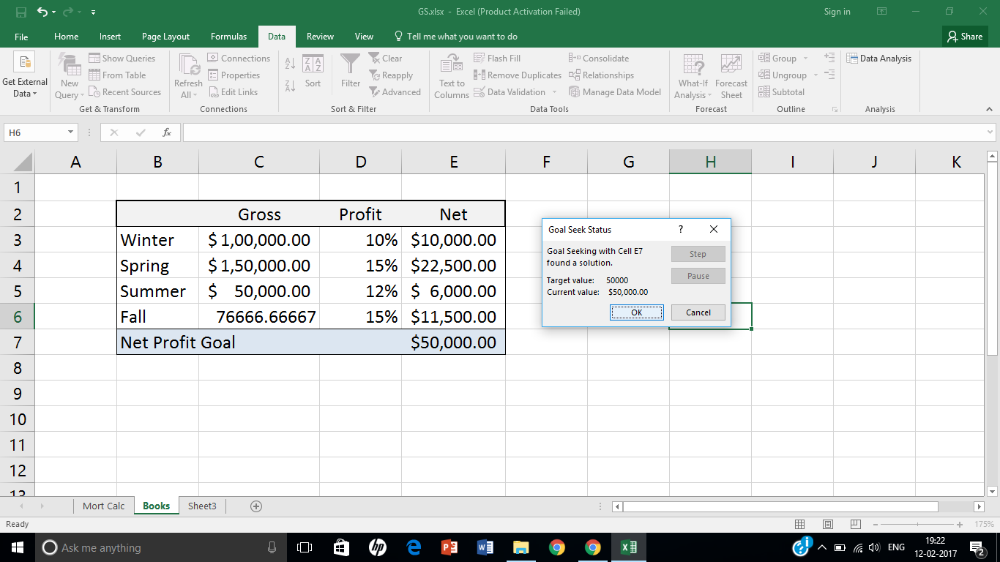 GS.xlsx - Excel (Product Activation Failed)
Sign in
File Home Insert Page Layout Formulas Data Review View Tell me what you want to do
Share
Get External Data
New Query
Show Queries
From Table
Recent Sources
Get & Transform
Refresh All
Connections
Properties
Edit Links
Connections
Sort
Filter
Clear
Reapply
Advanced
Sort & Filter
Text to Columns
Flash Fill
Remove Duplicates
Data Validation
Consolidate
Relationships
Manage Data Model
Data Tools
What-If Analysis
Forecast Sheet
Forecast
Group
Ungroup
Subtotal
Outline
Data Analysis
Analysis
H6
fx
A B C D E F G H I J K
1
2 Gross Profit Net
3 Winter $ 1,00,000.00 10% $10,000.00
4 Spring $ 1,50,000.00 15% $22,500.00
5 Summer $ 50,000.00 12% $ 6,000.00
6 Fall 76666.66667 15% $11,500.00
7 Net Profit Goal $50,000.00
8
9
10
11
12
13
Goal Seek Status ?
Goal Seeking with Cell E7
found a solution.
Target value: 50000
Current value: $50,000.00
Step
Pause
OK Cancel
Mort Calc Books Sheet3
Ready
175%
Ask me anything
ENG
19:22
12-02-2017
2